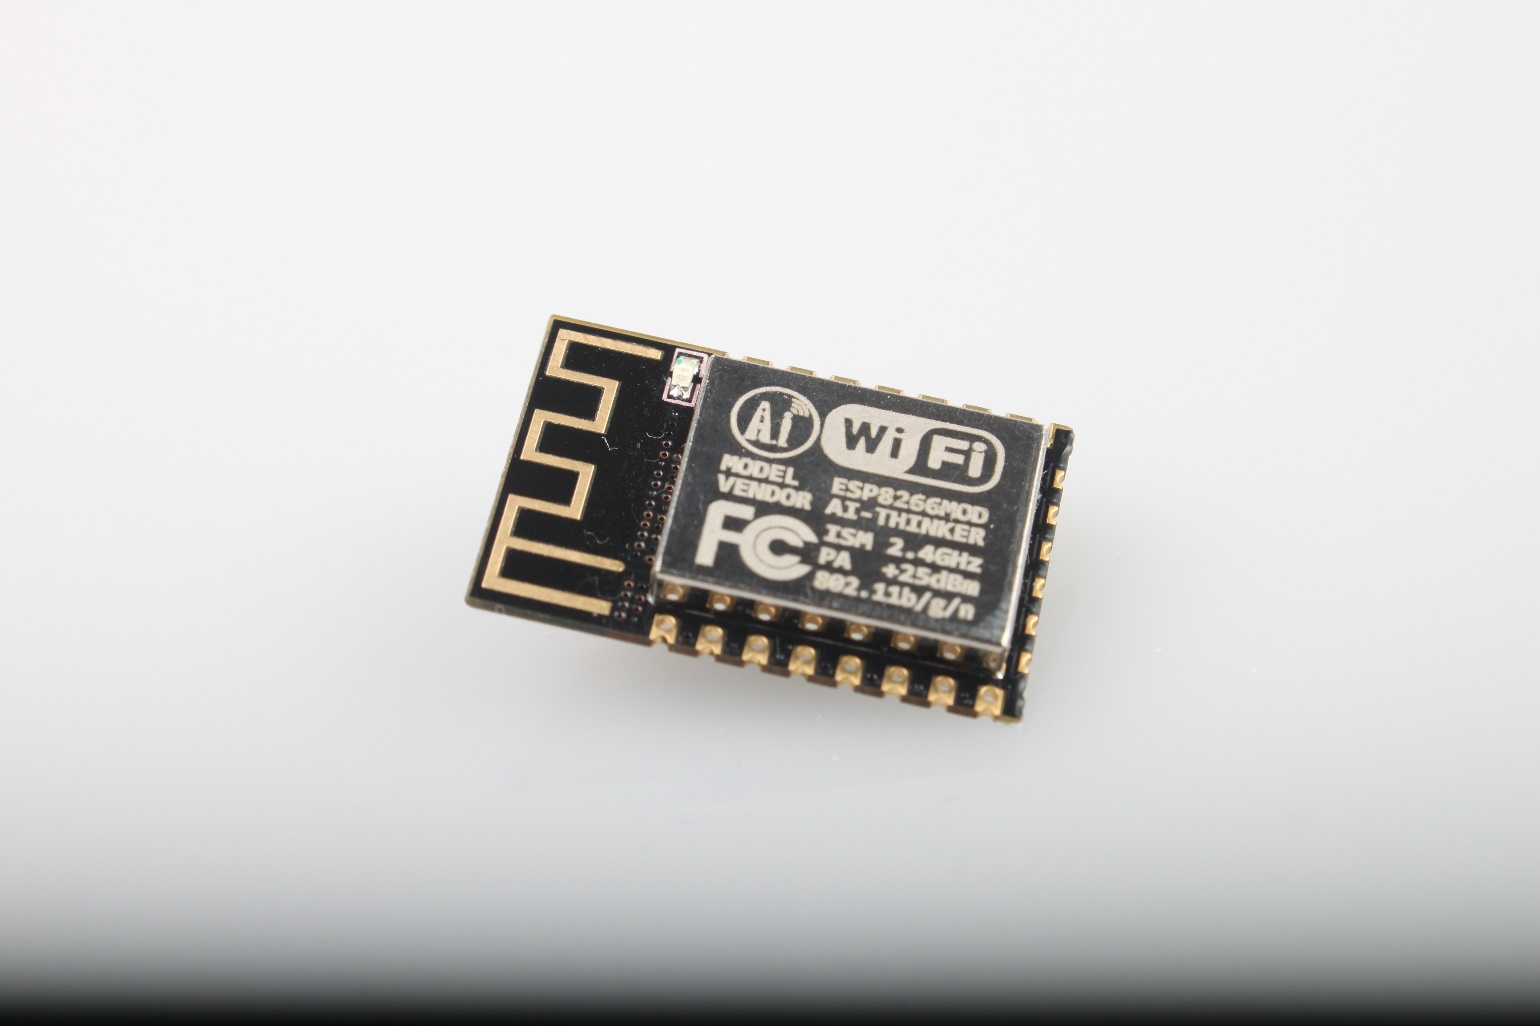 Ai WiFi
MODEL ESP8266MOD
VENDOR AI-THINKER
FC ISM 2.4GHz
PA +25dBm
802.11b/g/n